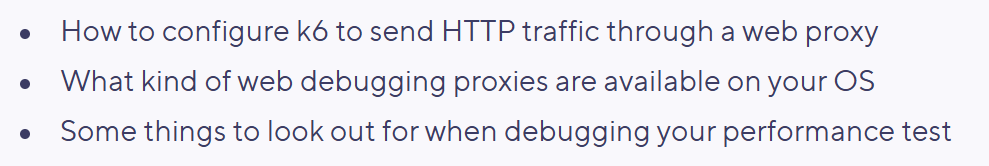 • How to configure k6 to send HTTP traffic through a web proxy
• What kind of web debugging proxies are available on your OS
• Some things to look out for when debugging your performance test